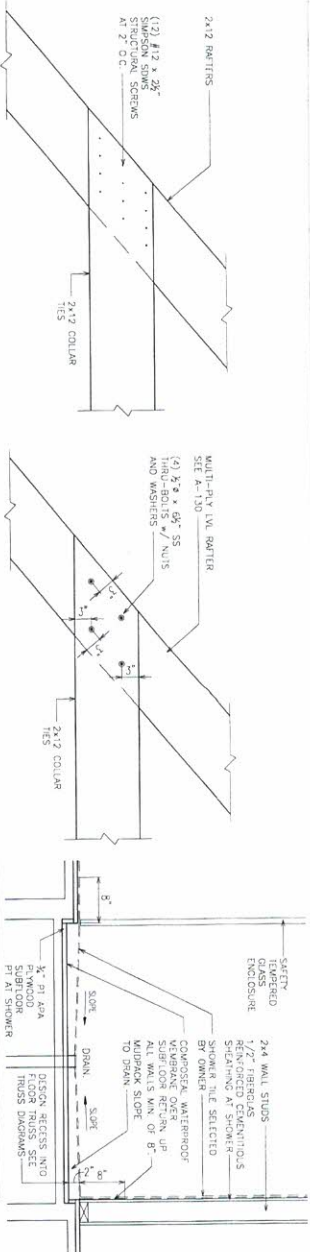 2x12 RAFTERS
(12) #12 x 2½"
SIMPSON SDWS
STRUCTURAL SCREWS
AT 2" O.C.
2x12 COLLAR
TIES
MULTI-PLY LVL RAFTER
SEE A-130
(4) ½"ø x 6½" SS
THRU-BOLTS w/ NUTS
AND WASHERS
3"
3"
3"
3"
2x12 COLLAR
TIES
SAFETY
TEMPERED
GLASS
ENCLOSURE
2x4 WALL STUDS
1/2" FIBERGLAS
REINFORCED CEMENTITIOUS
SHEATHING AT SHOWER
SHOWER TILE SELECTED
BY OWNER
COMPOSEAL WATERPROOF
MEMBRANE OVER
SUBFLOOR RETURN UP
ALL WALLS MIN. OF 8".
MUDPACK SLOPE
TO DRAIN.
8"
SLOPE
DRAIN.
SLOPE
2"
8"
¾" PT APA
PLYWOOD
SUBFLOOR
PT AT SHOWER
DESIGN RECESS INTO
FLOOR TRUSS. SEE
TRUSS DIAGRAMS